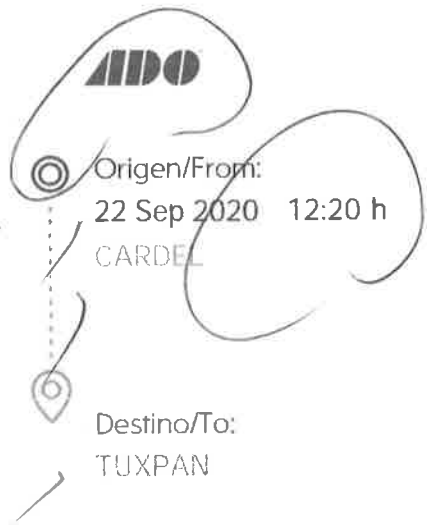 ADO
Origen/From:
22 Sep 2020 12:20 h
CARDEL
Destino/To:
TUXPAN